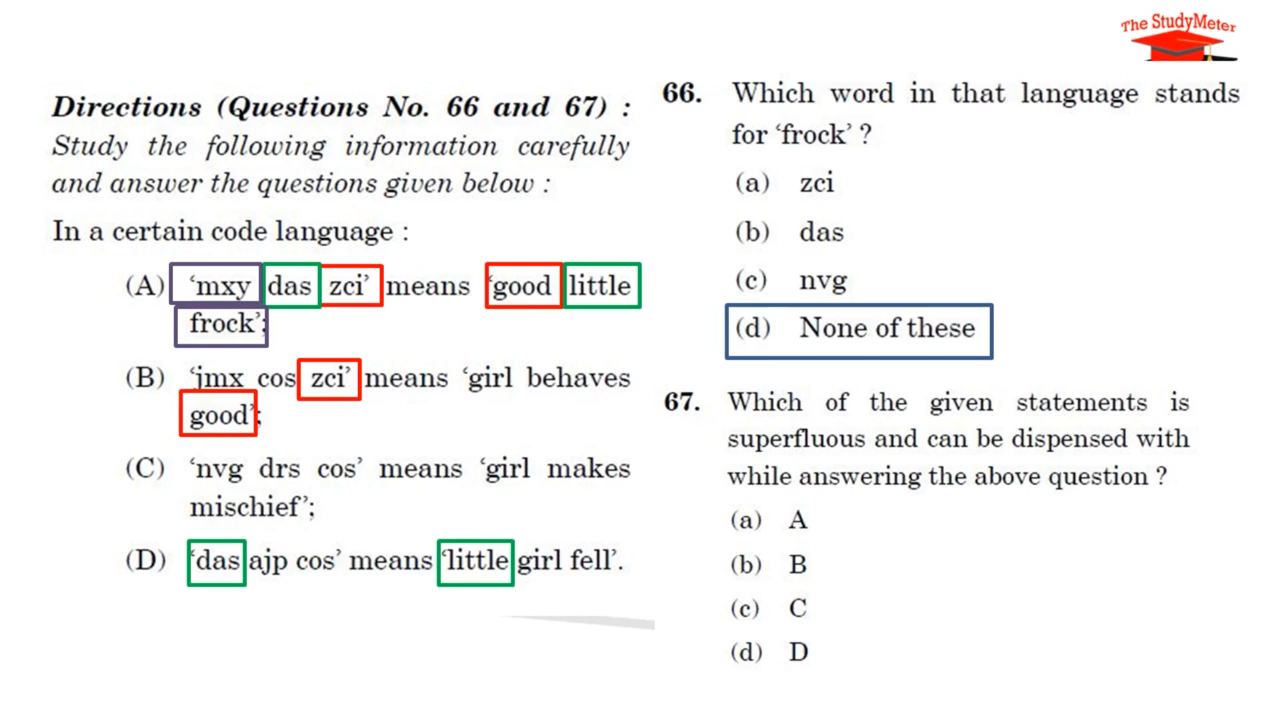 The StudyMeter
Directions (Questions No. 66 and 67) :
Study the following information carefully
and answer the questions given below :
In a certain code language :
(A) ‘mxy das zci’ means ‘good little
frock’;
(B) ‘jmx cos zci’ means ‘girl behaves
good’;
(C) ‘nvg drs cos’ means ‘girl makes
mischief’;
(D) ‘das ajp cos’ means ‘little girl fell’.
66. Which word in that language stands
for ‘frock’ ?
(a) zci
(b) das
(c) nvg
(d) None of these
67. Which of the given statements is
superfluous and can be dispensed with
while answering the above question ?
(a) A
(b) B
(c) C
(d) D